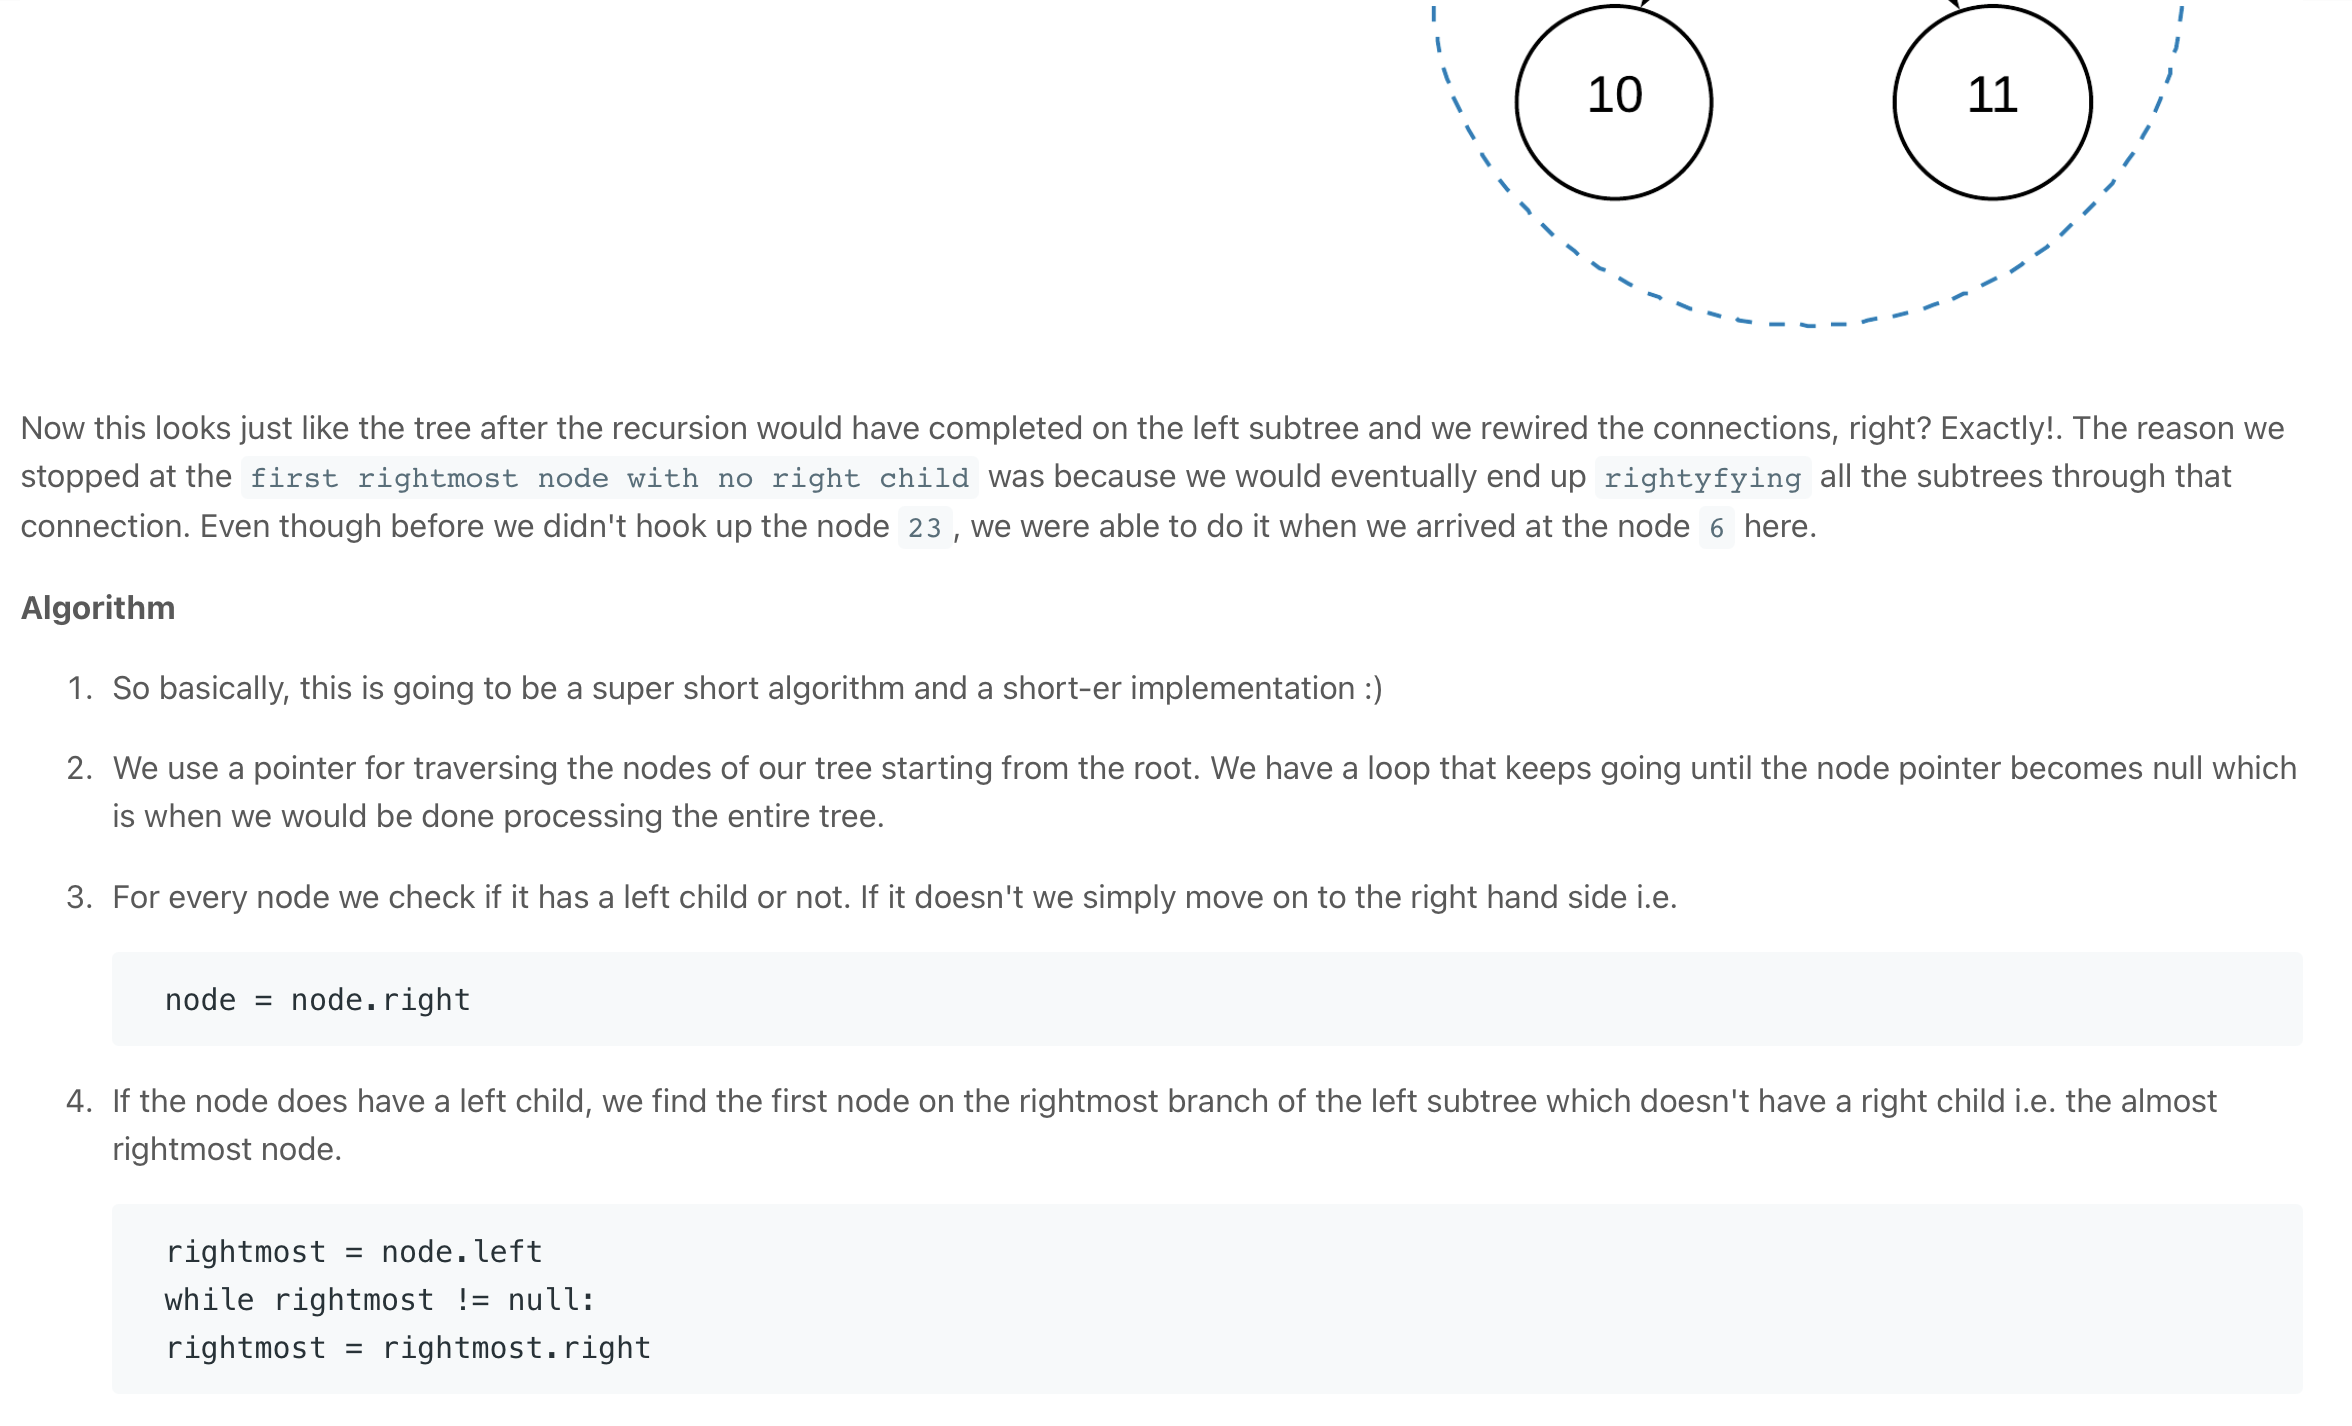 10 11
Now this looks just like the tree after the recursion would have completed on the left subtree and we rewired the connections, right? Exactly!. The reason we
stopped at the first rightmost node with no right child was because we would eventually end up rightyfying all the subtrees through that
connection. Even though before we didn't hook up the node 23 , we were able to do it when we arrived at the node 6 here.
Algorithm
1. So basically, this is going to be a super short algorithm and a short-er implementation :)
2. We use a pointer for traversing the nodes of our tree starting from the root. We have a loop that keeps going until the node pointer becomes null which
is when we would be done processing the entire tree.
3. For every node we check if it has a left child or not. If it doesn't we simply move on to the right hand side i.e.
node = node.right
4. If the node does have a left child, we find the first node on the rightmost branch of the left subtree which doesn't have a right child i.e. the almost
rightmost node.
rightmost = node.left
while rightmost != null:
rightmost = rightmost.right